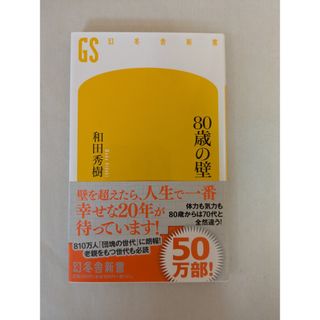 GS 幻冬舎新書
80歳の壁
和田秀樹
壁を超えたら、人生で一番
幸せな20年が
待っています!
体力も気力も
80歳からは70代と
全然違う!
810万人「団塊の世代」に朗報!
老親をもつ世代も必読
50
万部!
幻冬舎新書